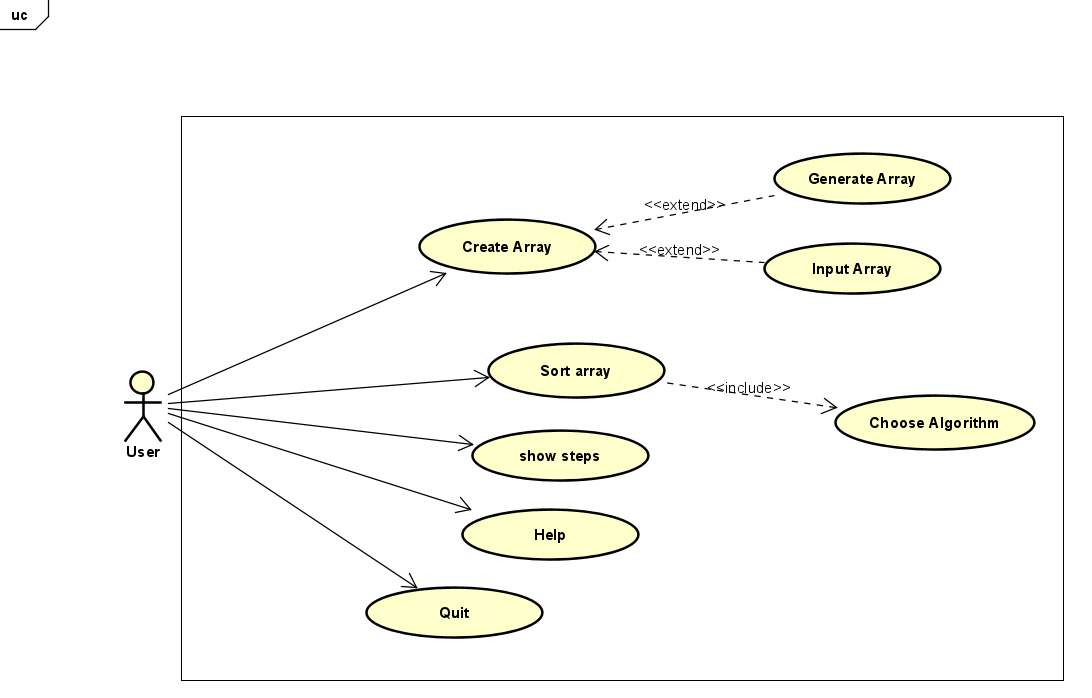 uc
Generate Array
<<extend>>
Create Array
<<extend>>
Input Array
Sort array
<<include>>
Choose Algorithm
User
show steps
Help
Quit